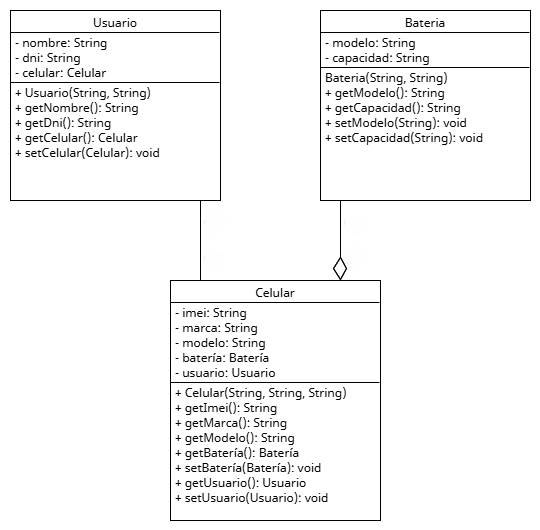 Usuario
- nombre: String
- dni: String
- celular: Celular
+ Usuario(String, String)
+ getNombre(): String
+ getDni(): String
+ getCelular(): Celular
+ setCelular(Celular): void
Bateria
- modelo: String
- capacidad: String
Bateria(String, String)
+ getModelo(): String
+ getCapacidad(): String
+ setModelo(String): void
+ setCapacidad(String): void
Celular
- imei: String
- marca: String
- modelo: String
- batería: Batería
- usuario: Usuario
+ Celular(String, String, String)
+ getImei(): String
+ getMarca(): String
+ getModelo(): String
+ getBatería(): Batería
+ setBatería(Batería): void
+ getUsuario(): Usuario
+ setUsuario(Usuario): void